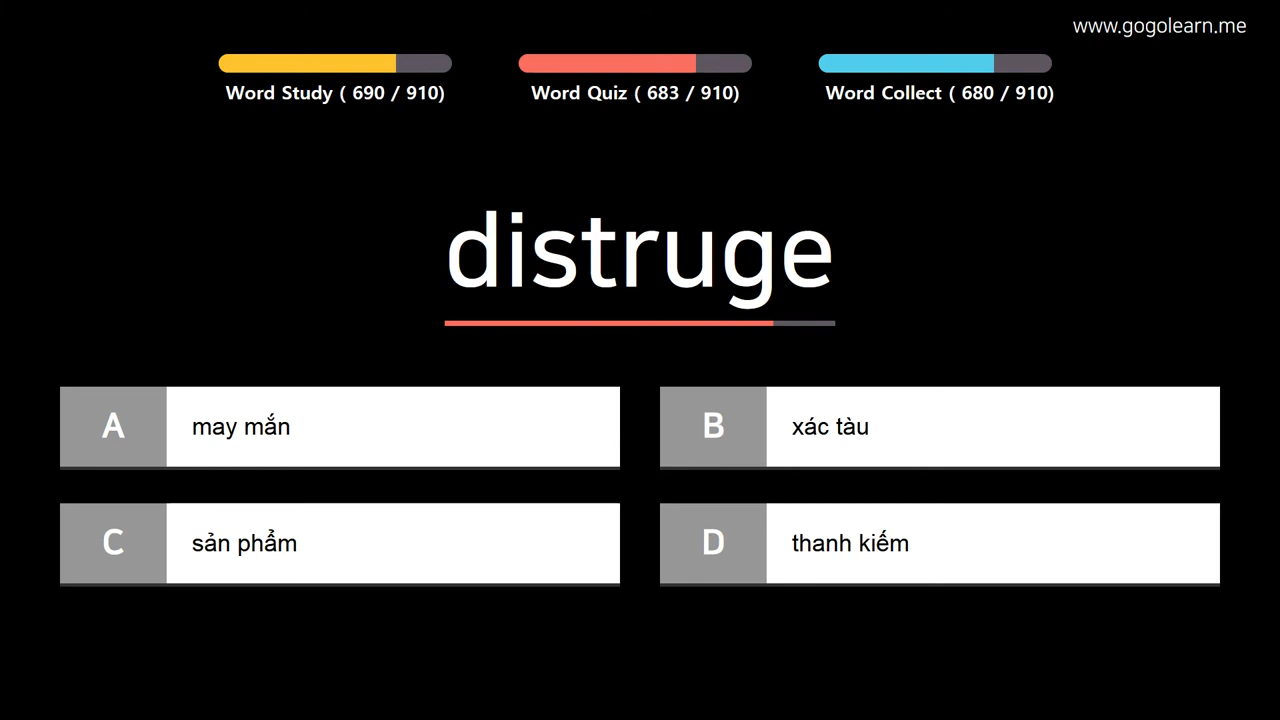 www.gogolearn.me
Word Study ( 690 / 910)
Word Quiz ( 683 / 910)
Word Collect ( 680 / 910)
distruge
A may mắn
B xác tàu
C sản phẩm
D thanh kiếm